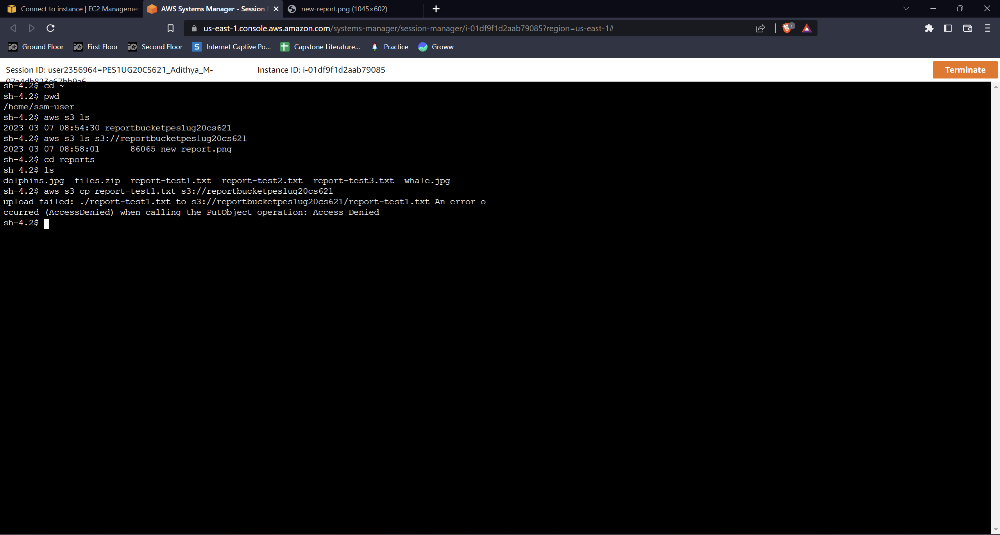 Connect to instance | EC2 Managemen
AWS Systems Manager - Session
new-report.png (1045×602)
us-east-1.console.aws.amazon.com/systems-manager/session-manager/i-01df9f1d2aab79085?region=us-east-1#
1
Ground Floor
First Floor
Second Floor
S Internet Captive Po...
Capstone Literature...
Practice
Groww
Session ID: user2356964=PES1UG20CS621_Adithya_M-
07a4db823e67bb9a6
Instance ID: i-01df9f1d2aab79085
Terminate
sh-4.2$ cd ~
sh-4.2$ pwd
/home/ssm-user
sh-4.2$ aws s3 ls
2023-03-07 08:54:30 reportbucketpes1ug20cs621
sh-4.2$ aws s3 ls s3://reportbucketpes1ug20cs621
2023-03-07 08:58:01      86065 new-report.png
sh-4.2$ cd reports
sh-4.2$ ls
dolphins.jpg  files.zip  report-test1.txt  report-test2.txt  report-test3.txt  whale.jpg
sh-4.2$ aws s3 cp report-test1.txt s3://reportbucketpes1ug20cs621
upload failed: ./report-test1.txt to s3://reportbucketpes1ug20cs621/report-test1.txt An error o
ccurred (AccessDenied) when calling the PutObject operation: Access Denied
sh-4.2$